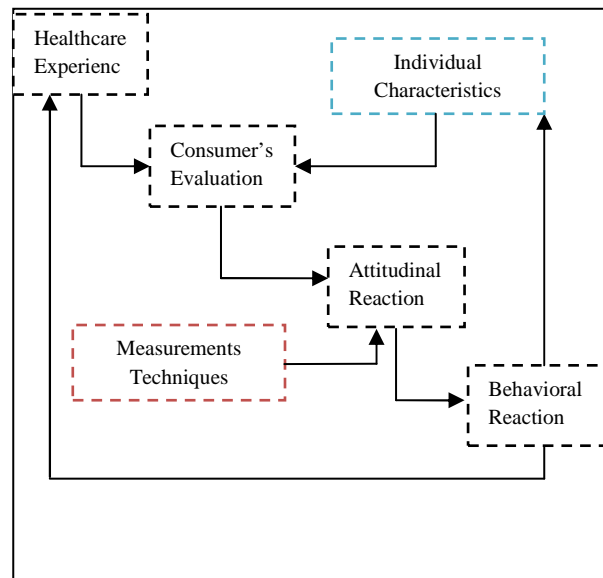 Healthcare
Experienc
Individual
Characteristics
Consumer's
Evaluation
Attitudinal
Reaction
Measurements
Techniques
Behavioral
Reaction